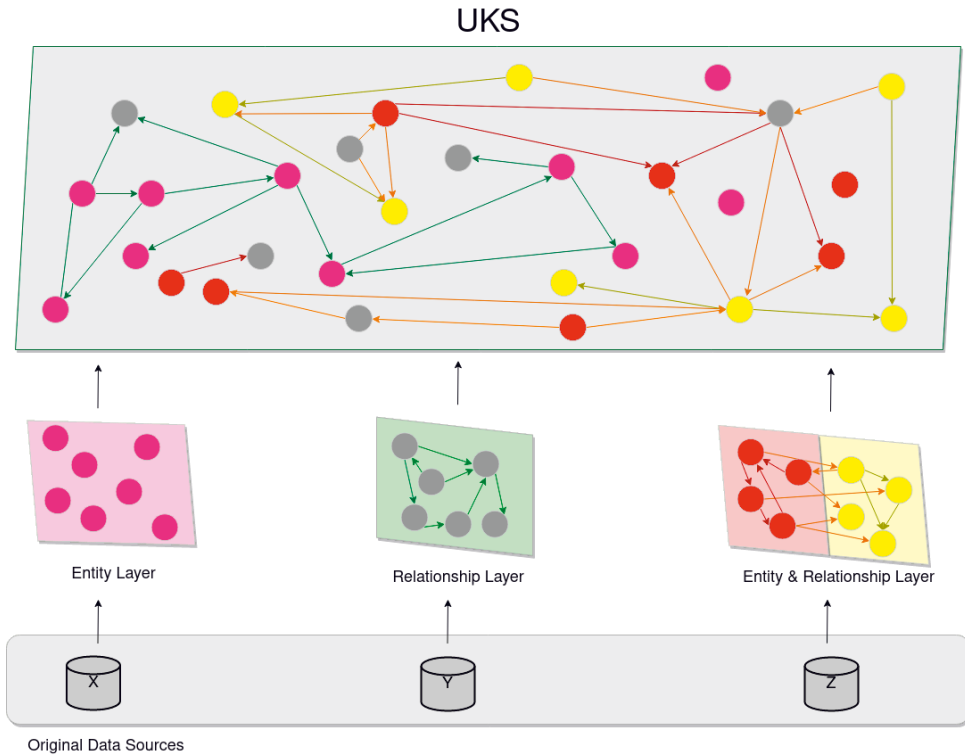 UKS
Entity Layer
Relationship Layer
Entity & Relationship Layer
X
Y
Z
Original Data Sources